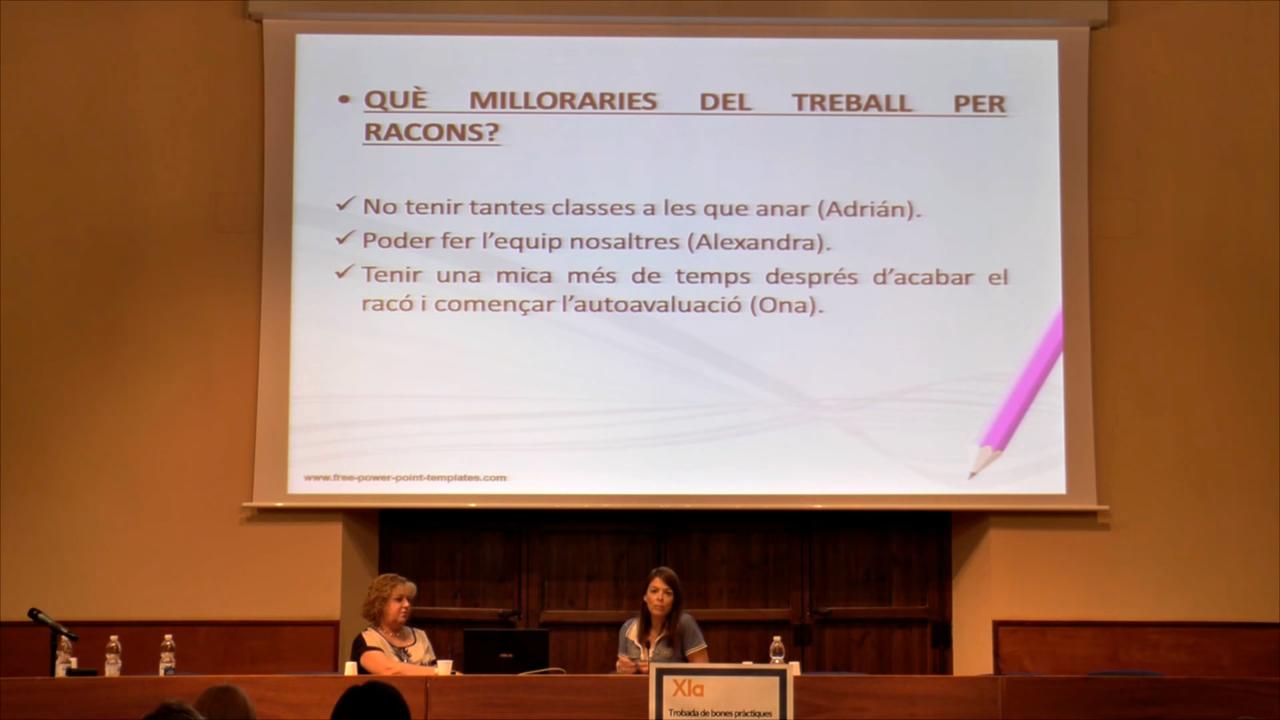 • QUÈ MILLORARIES DEL TREBALL PER
RACONS?
✓ No tenir tantes classes a les que anar (Adrián).
✓ Poder fer l'equip nosaltres (Alexandra).
✓ Tenir una mica més de temps després d'acabar el
racó i començar l'autoavaluació (Ona).
www.free-power-point-templates.com
XIa
Trobada de bones pràctiques